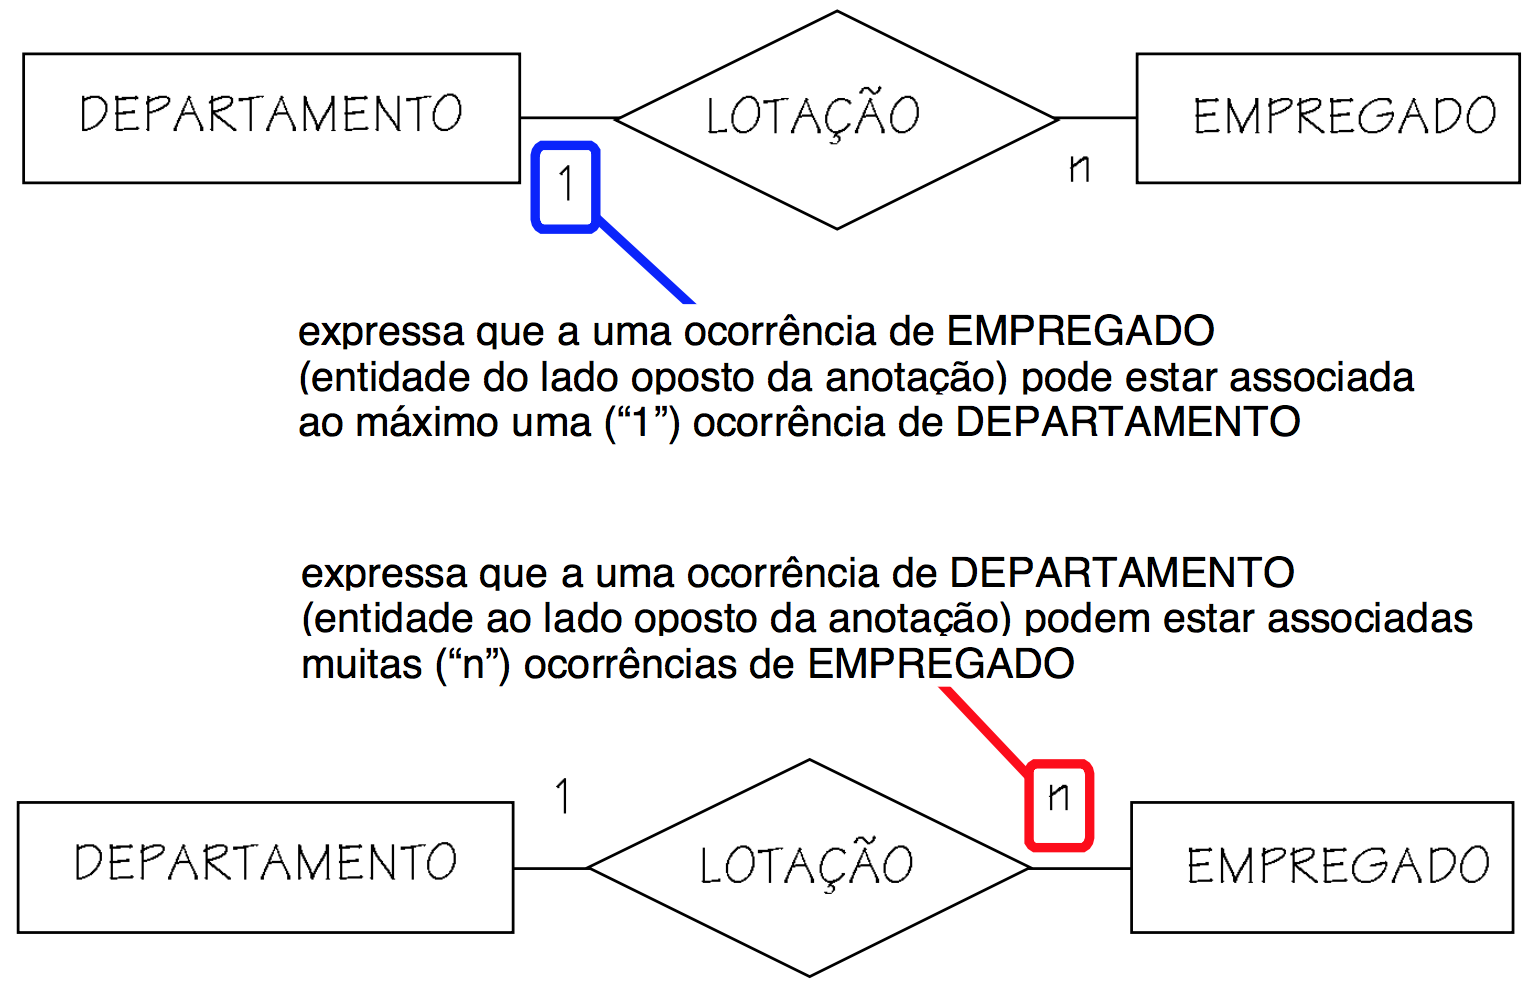 DEPARTAMENTO
LOTAÇÃO
EMPREGADO
1
n
expressa que a uma ocorrência de EMPREGADO
(entidade do lado oposto da anotação) pode estar associada
ao máximo uma (“1”) ocorrência de DEPARTAMENTO
expressa que a uma ocorrência de DEPARTAMENTO
(entidade ao lado oposto da anotação) podem estar associadas
muitas (“n”) ocorrências de EMPREGADO
1
n
DEPARTAMENTO
LOTAÇÃO
EMPREGADO